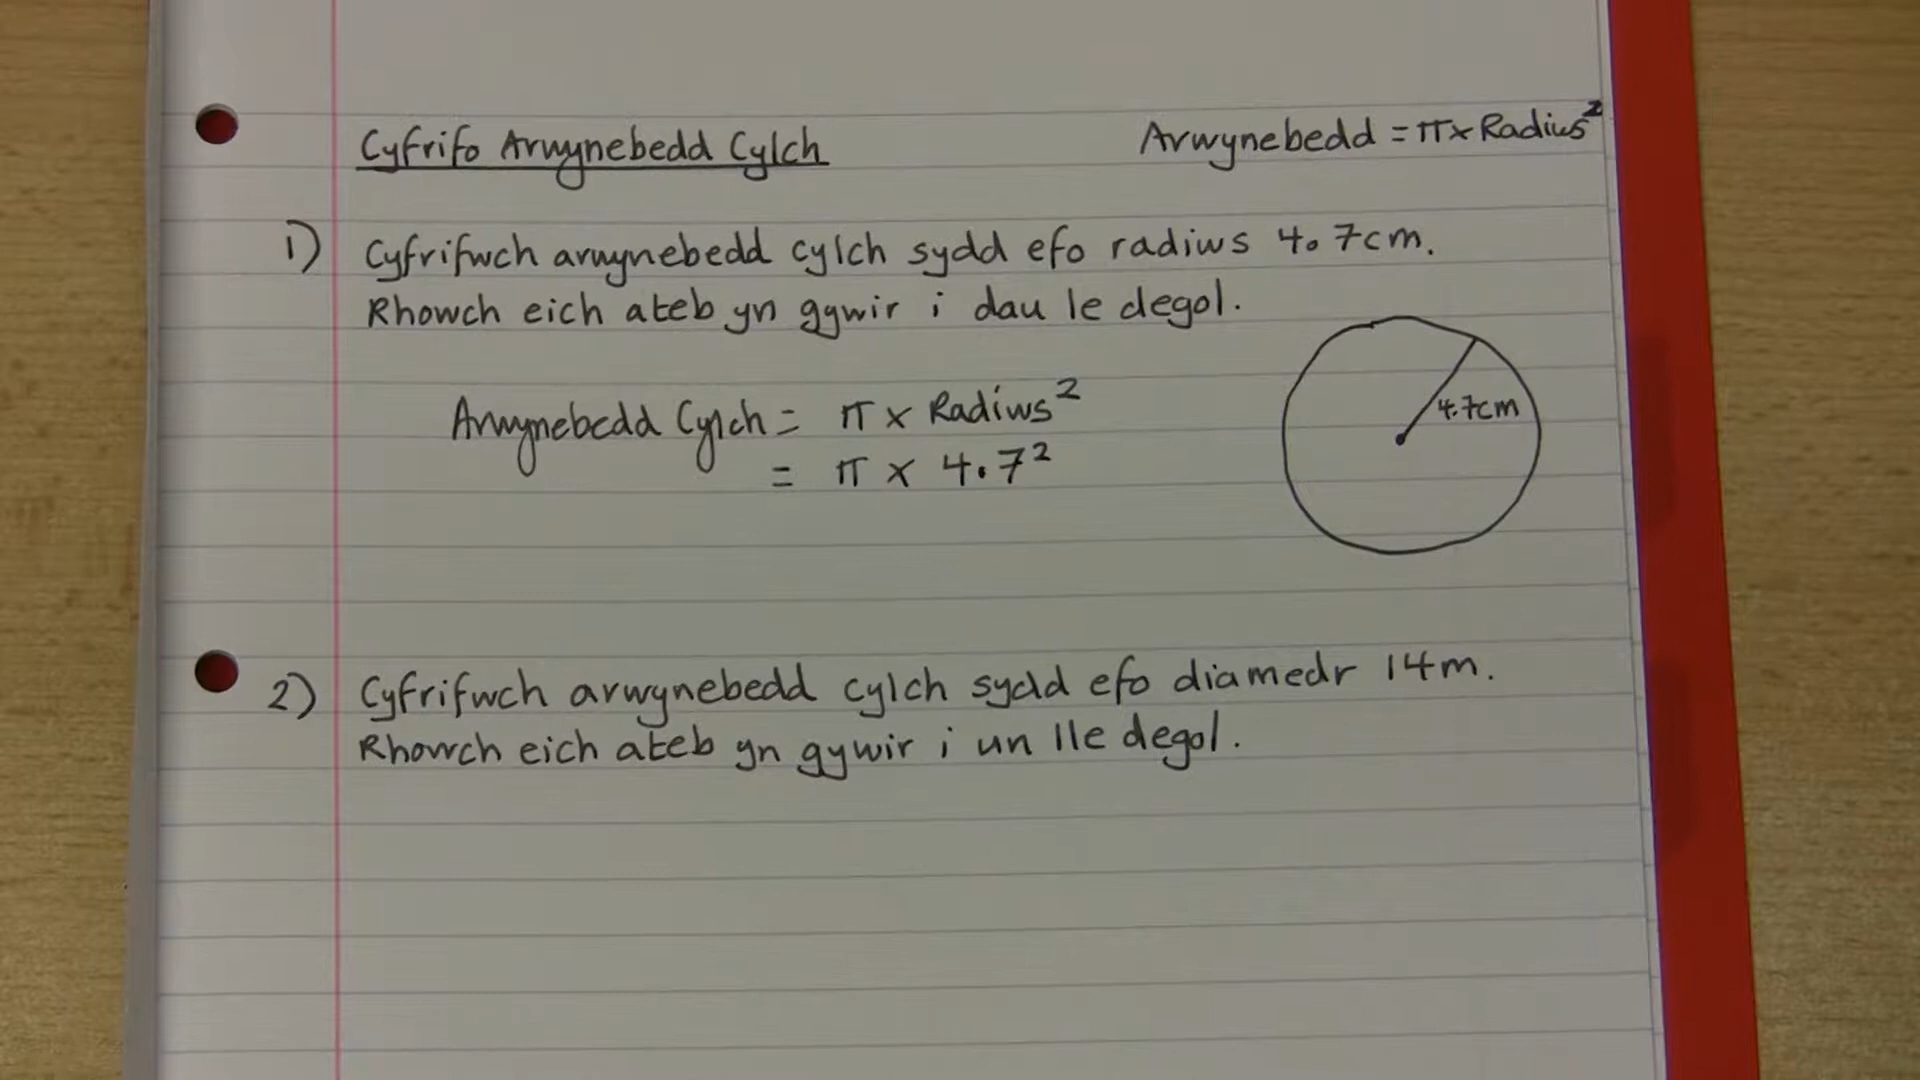 Cyfrifo Arwynebedd Cylch
Arwynebedd = π x Radius²
1) Cyfrifwch arwynebedd cylch sydd efo radiws 4.7cm.
Rhowch eich ateb yn gywir i dau le degol.
Arwynebedd Cylch = π x Radiws²
= π x 4.7²
4.7cm
2) Cyfrifwch arwynebedd cylch sydd efo diamedr 14m.
Rhowch eich ateb yn gywir i un lle degol.